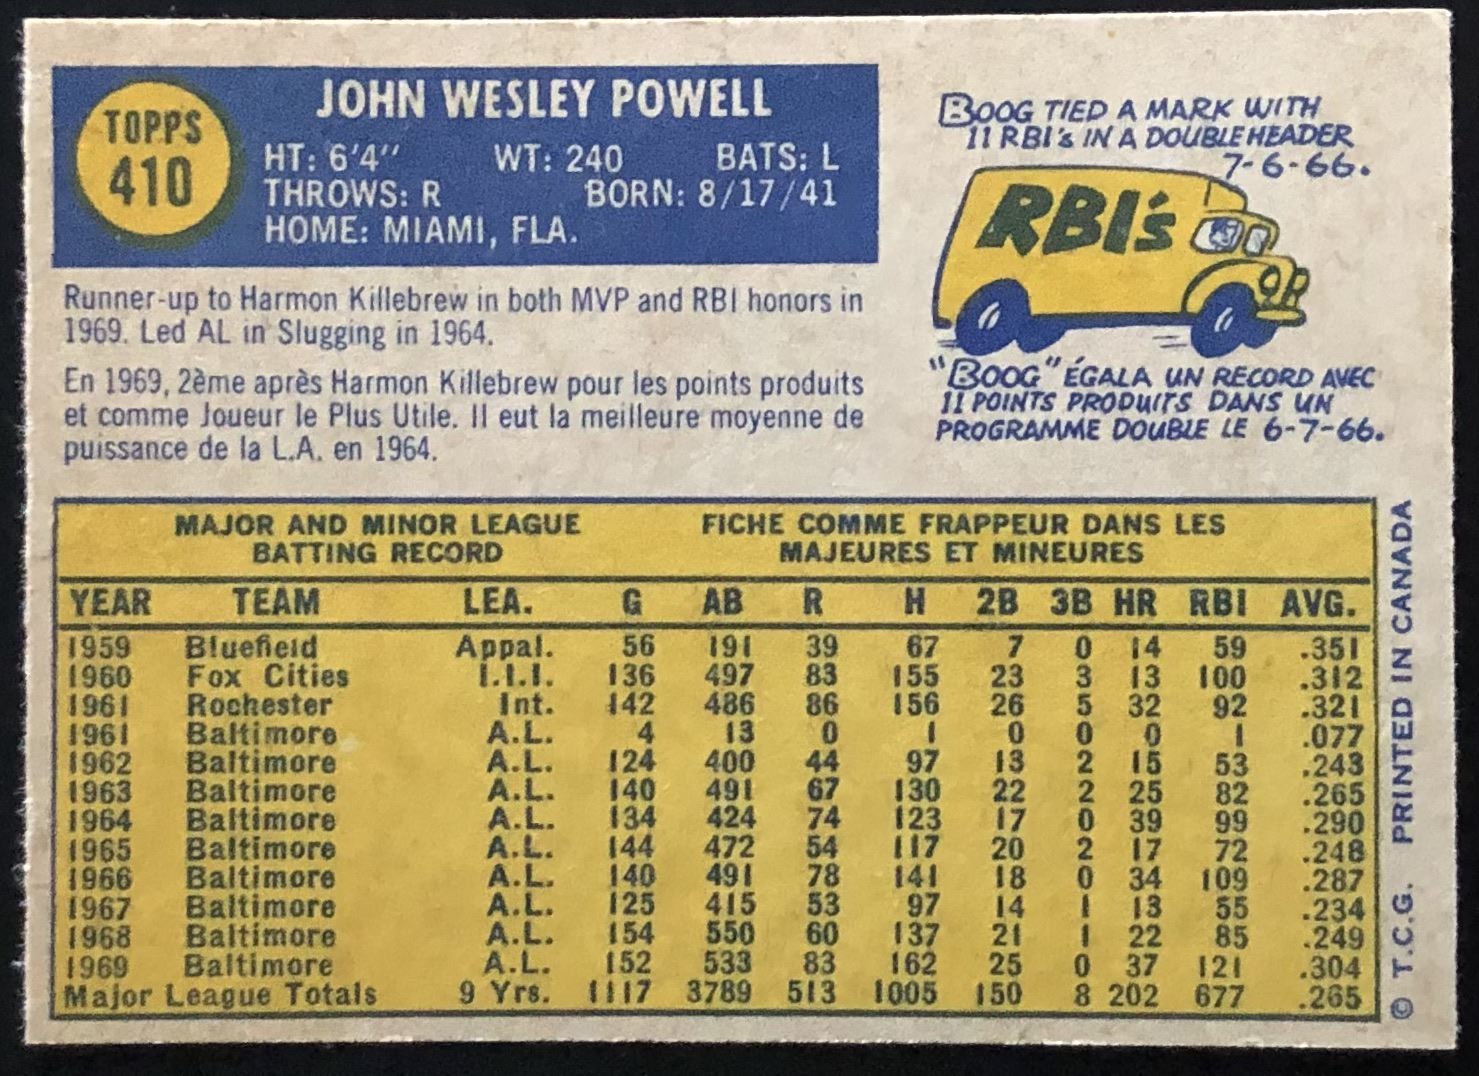 TOPPS
410
JOHN WESLEY POWELL
HT: 6'4" WT: 240 BATS: L
THROWS: R BORN: 8/17/41
HOME: MIAMI, FLA.
BOOG TIED A MARK WITH
11 RBI's IN A DOUBLEHEADER
7-6-66.
RBI's
"BOOG" ÉGALA UN RECORD AVEC
11 POINTS PRODUITS DANS UN
PROGRAMME DOUBLE LE 6-7-66.
Runner-up to Harmon Killebrew in both MVP and RBI honors in
1969. Led AL in Slugging in 1964.
En 1969, 2ème après Harmon Killebrew pour les points produits
et comme Joueur le Plus Utile. Il eut la meilleure moyenne de
puissance de la L.A. en 1964.
MAJOR AND MINOR LEAGUE
BATTING RECORD
FICHE COMME FRAPPEUR DANS LES
MAJEURES ET MINEURES
YEAR TEAM LEA. G AB R H 2B 3B HR RBI AVG.
1959 Bluefield Appal. 56 191 39 67 7 0 14 59 .351
1960 Fox Cities I.I.I. 136 497 83 155 23 3 13 100 .312
1961 Rochester Int. 142 486 86 156 26 5 32 92 .321
1961 Baltimore A.L. 4 13 0 1 0 0 0 1 .077
1962 Baltimore A.L. 124 400 44 97 13 2 15 53 .243
1963 Baltimore A.L. 140 491 67 130 22 2 25 82 .265
1964 Baltimore A.L. 134 424 74 123 17 0 39 99 .290
1965 Baltimore A.L. 144 472 54 117 20 2 17 72 .248
1966 Baltimore A.L. 140 491 78 141 18 0 34 109 .287
1967 Baltimore A.L. 125 415 53 97 14 1 13 55 .234
1968 Baltimore A.L. 154 550 60 137 21 1 22 85 .249
1969 Baltimore A.L. 152 533 83 162 25 0 37 121 .304
Major League Totals 9 Yrs. 1117 3789 513 1005 150 8 202 677 .265
© T.C.G. PRINTED IN CANADA